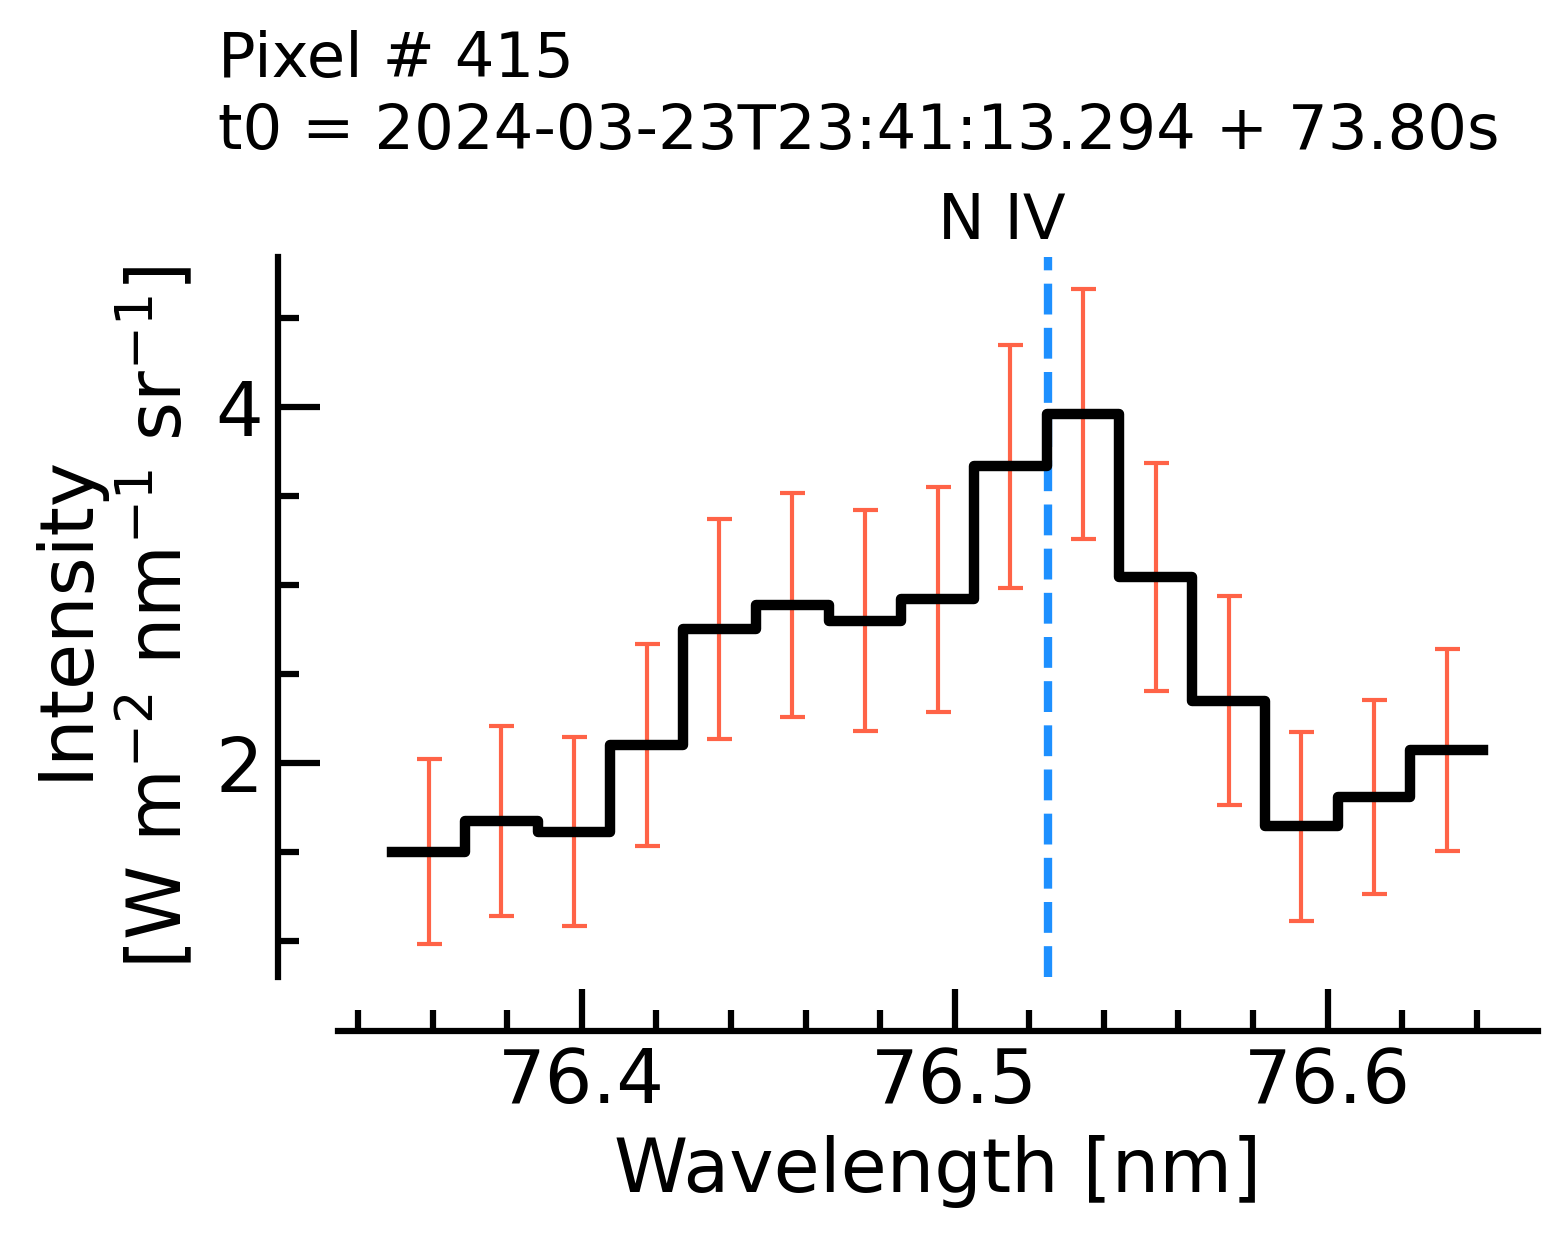 Pixel # 415
t0 = 2024-03-23T23:41:13.294 + 73.80s
N IV
Intensity
[W m⁻² nm⁻¹ sr⁻¹]
4
2
76.4 76.5 76.6
Wavelength [nm]